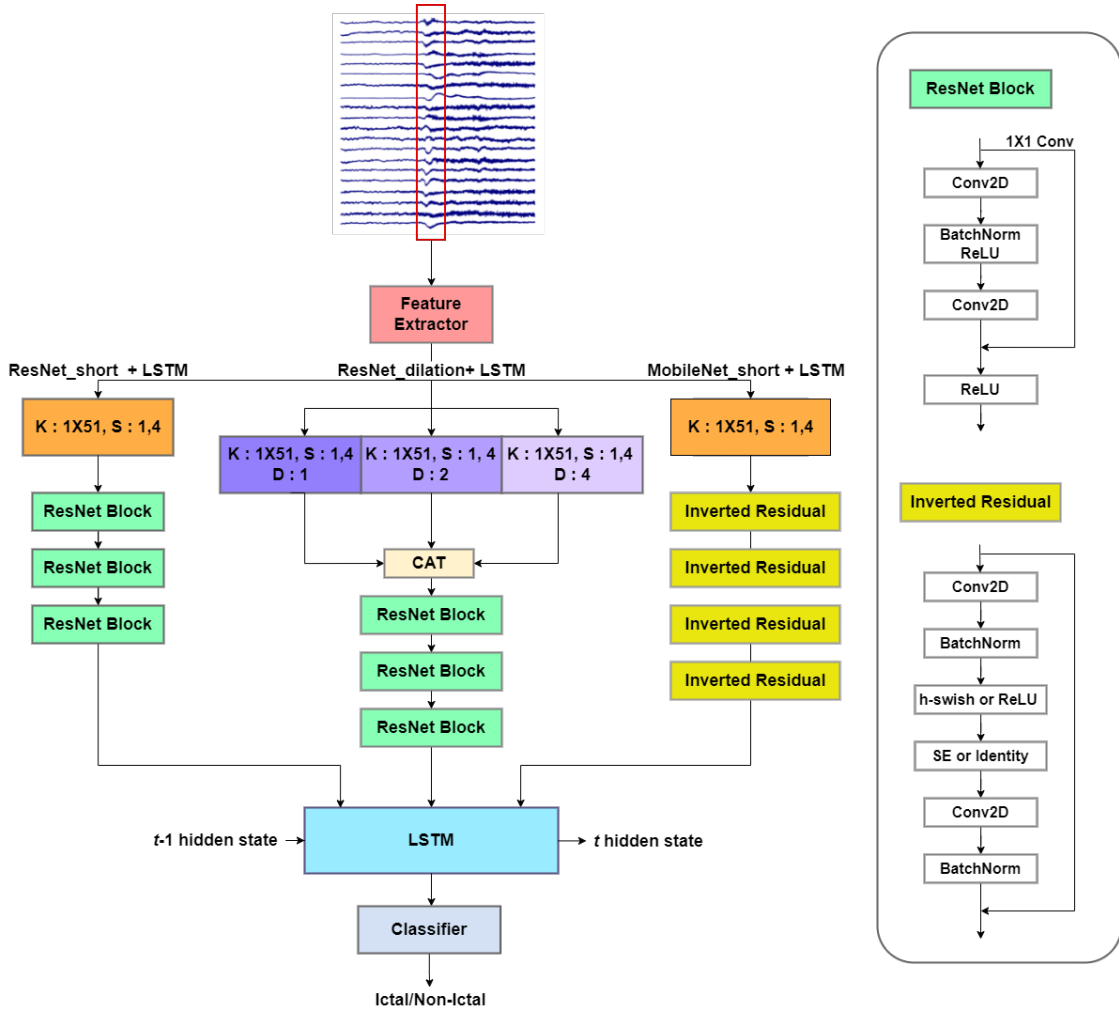 Feature
Extractor
ResNet_short + LSTM
ResNet_dilation+ LSTM
MobileNet_short + LSTM
K : 1X51, S : 1,4
K : 1X51, S : 1,4
D : 1
K : 1X51, S : 1, 4
D : 2
K : 1X51, S : 1,4
D : 4
K : 1X51, S : 1,4
ResNet Block
ResNet Block
ResNet Block
CAT
ResNet Block
ResNet Block
ResNet Block
Inverted Residual
Inverted Residual
Inverted Residual
Inverted Residual
t-1 hidden state
LSTM
t hidden state
Classifier
Ictal/Non-Ictal
ResNet Block
1X1 Conv
Conv2D
BatchNorm
ReLU
Conv2D
ReLU
Inverted Residual
Conv2D
BatchNorm
h-swish or ReLU
SE or Identity
Conv2D
BatchNorm